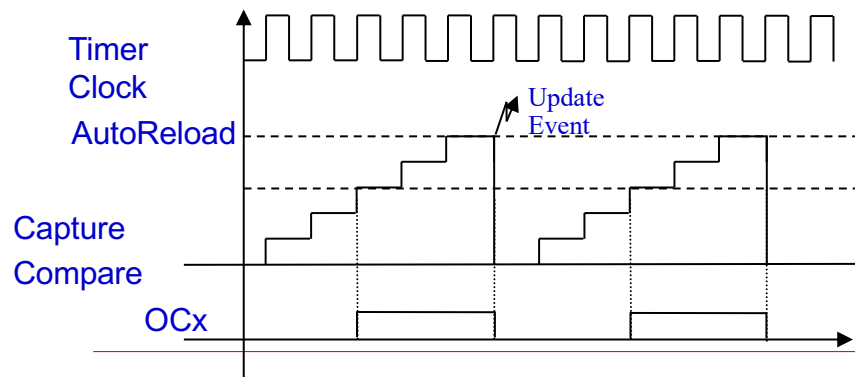 Timer
Clock
Update
Event
AutoReload
Capture
Compare
OCx